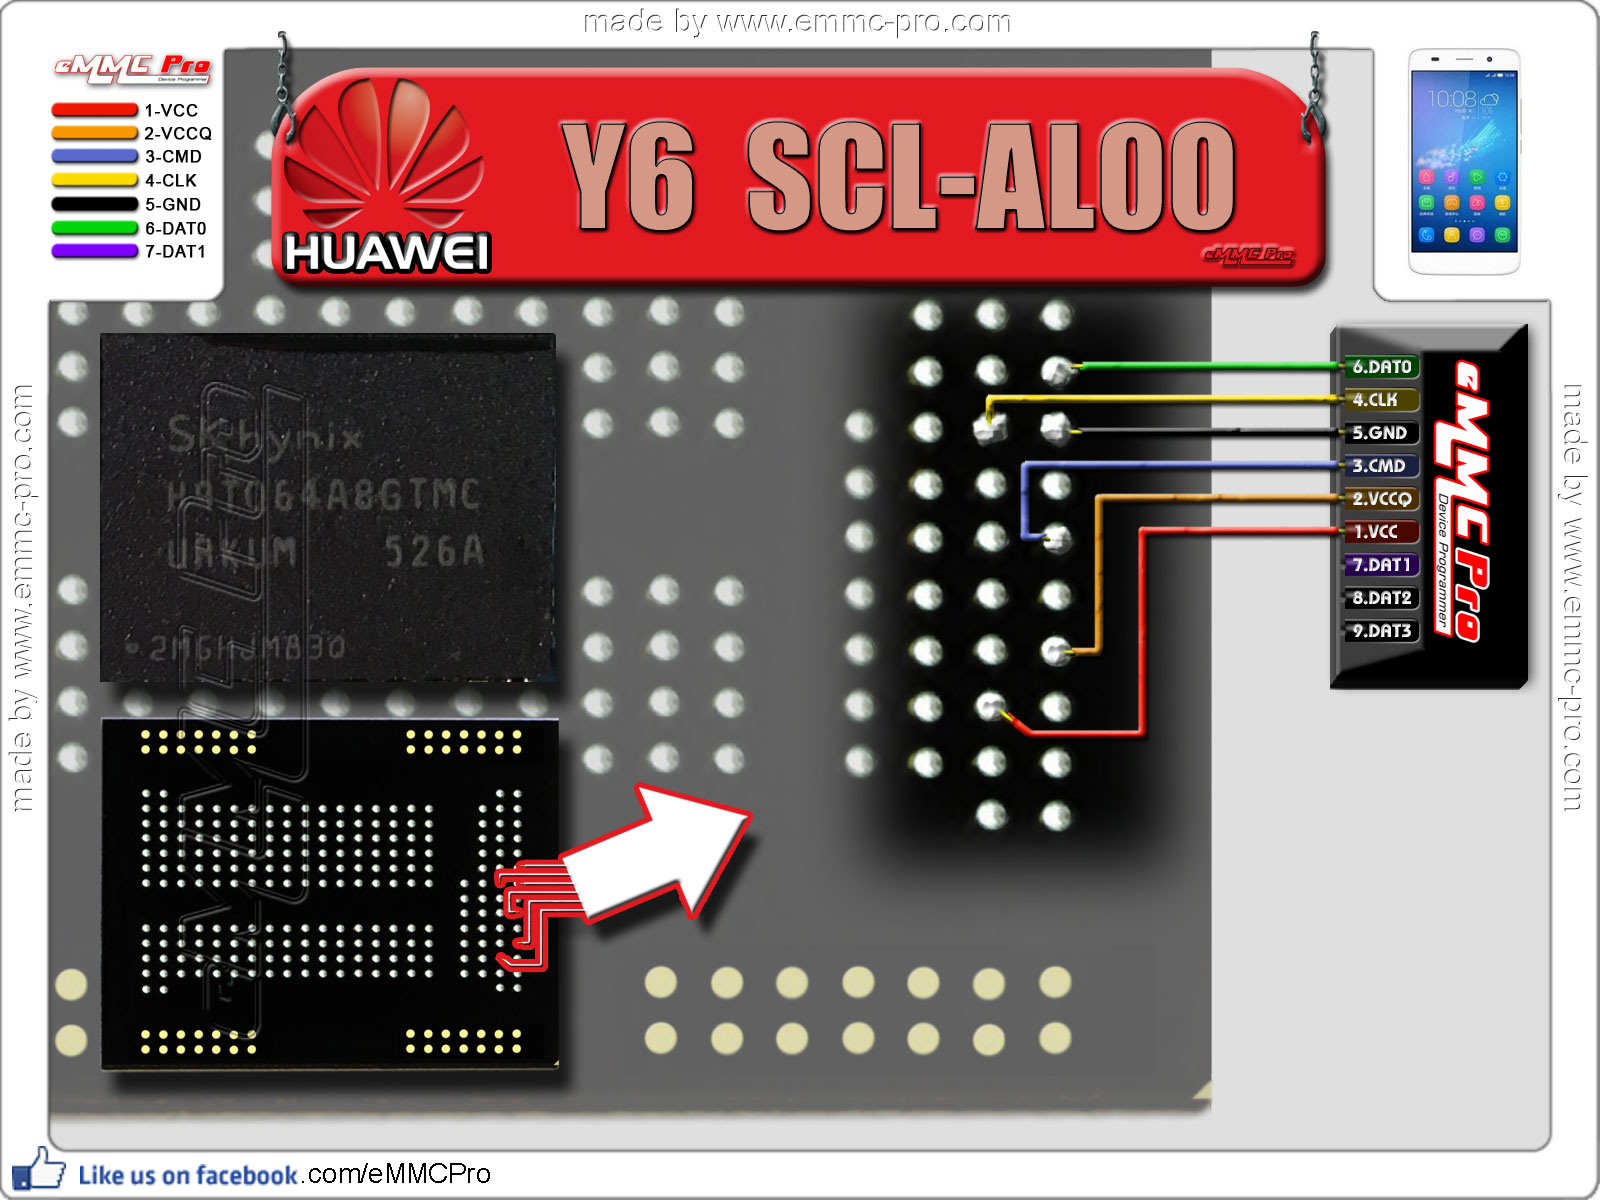 made by www.emmc-pro.com
eMMC Pro
Device Programmer
1-VCC
2-VCCQ
3-CMD
4-CLK
5-GND
6-DAT0
7-DAT1
HUAWEI
Y6 SCL-AL00
eMMC Pro
10:08
SKhynix
H9TQ64A8GTMC
URKUM 526A
6.DAT0
4.CLK
5.GND
3.CMD
2.VCCQ
1.VCC
7.DAT1
8.DAT2
9.DAT3
eMMC Pro
Device Programmer
made by www.emmc-pro.com
made by www.emmc-pro.com
Like us on facebook.com/eMMCPro